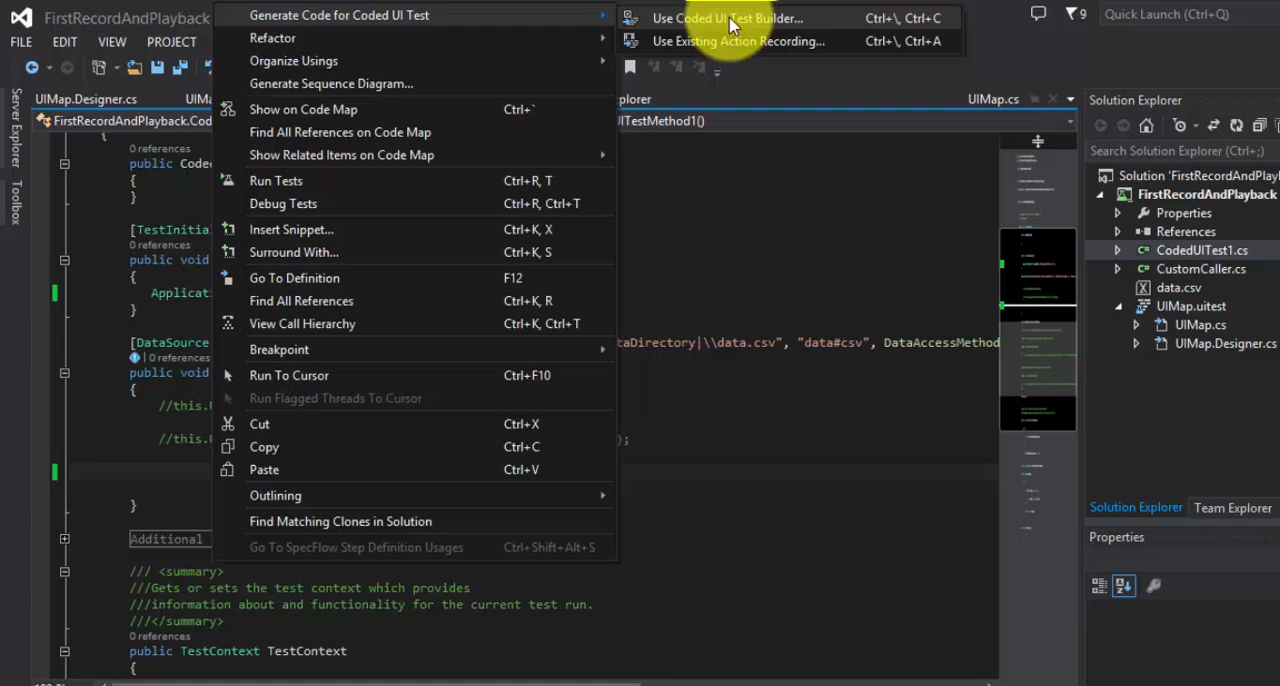 FirstRecordAndPlayback
Quick Launch (Ctrl+Q)
9
FILE EDIT VIEW PROJECT
Generate Code for Coded UI Test
Use Coded UI Test Builder... Ctrl+\, Ctrl+C
Use Existing Action Recording... Ctrl+\, Ctrl+A
Refactor
Organize Usings
Generate Sequence Diagram...
Show on Code Map Ctrl+`
Find All References on Code Map
Show Related Items on Code Map
Run Tests Ctrl+R, T
Debug Tests Ctrl+R, Ctrl+T
Insert Snippet... Ctrl+K, X
Surround With... Ctrl+K, S
Go To Definition F12
Find All References Ctrl+K, R
View Call Hierarchy Ctrl+K, Ctrl+T
Breakpoint
Run To Cursor Ctrl+F10
Run Flagged Threads To Cursor
Cut Ctrl+X
Copy Ctrl+C
Paste Ctrl+V
Outlining
Find Matching Clones in Solution
Go To SpecFlow Step Definition Usages Ctrl+Shift+Alt+S
Server Explorer
Toolbox
UIMap.Designer.cs UIMa plorer UIMap.cs
FirstRecordAndPlayback.Cod UITestMethod1()
{
0 references
public Coded
{
}
[TestInitial
0 references
public void
{
Applicati
}
[DataSource taDirectory|\\data.csv", "data#csv", DataAccessMethod
| 0 references
public void
{
//this.U
//this.U );
}
Additional
/// <summary>
///Gets or sets the test context which provides
///information about and functionality for the current test run.
///</summary>
0 references
public TestContext TestContext
{
Solution Explorer
Search Solution Explorer (Ctrl+;)
Solution 'FirstRecordAndPlayl
FirstRecordAndPlayback
Properties
References
C# CodedUITest1.cs
C# CustomCaller.cs
data.csv
UIMap.uitest
UIMap.cs
UIMap.Designer.cs
Solution Explorer Team Explorer
Properties